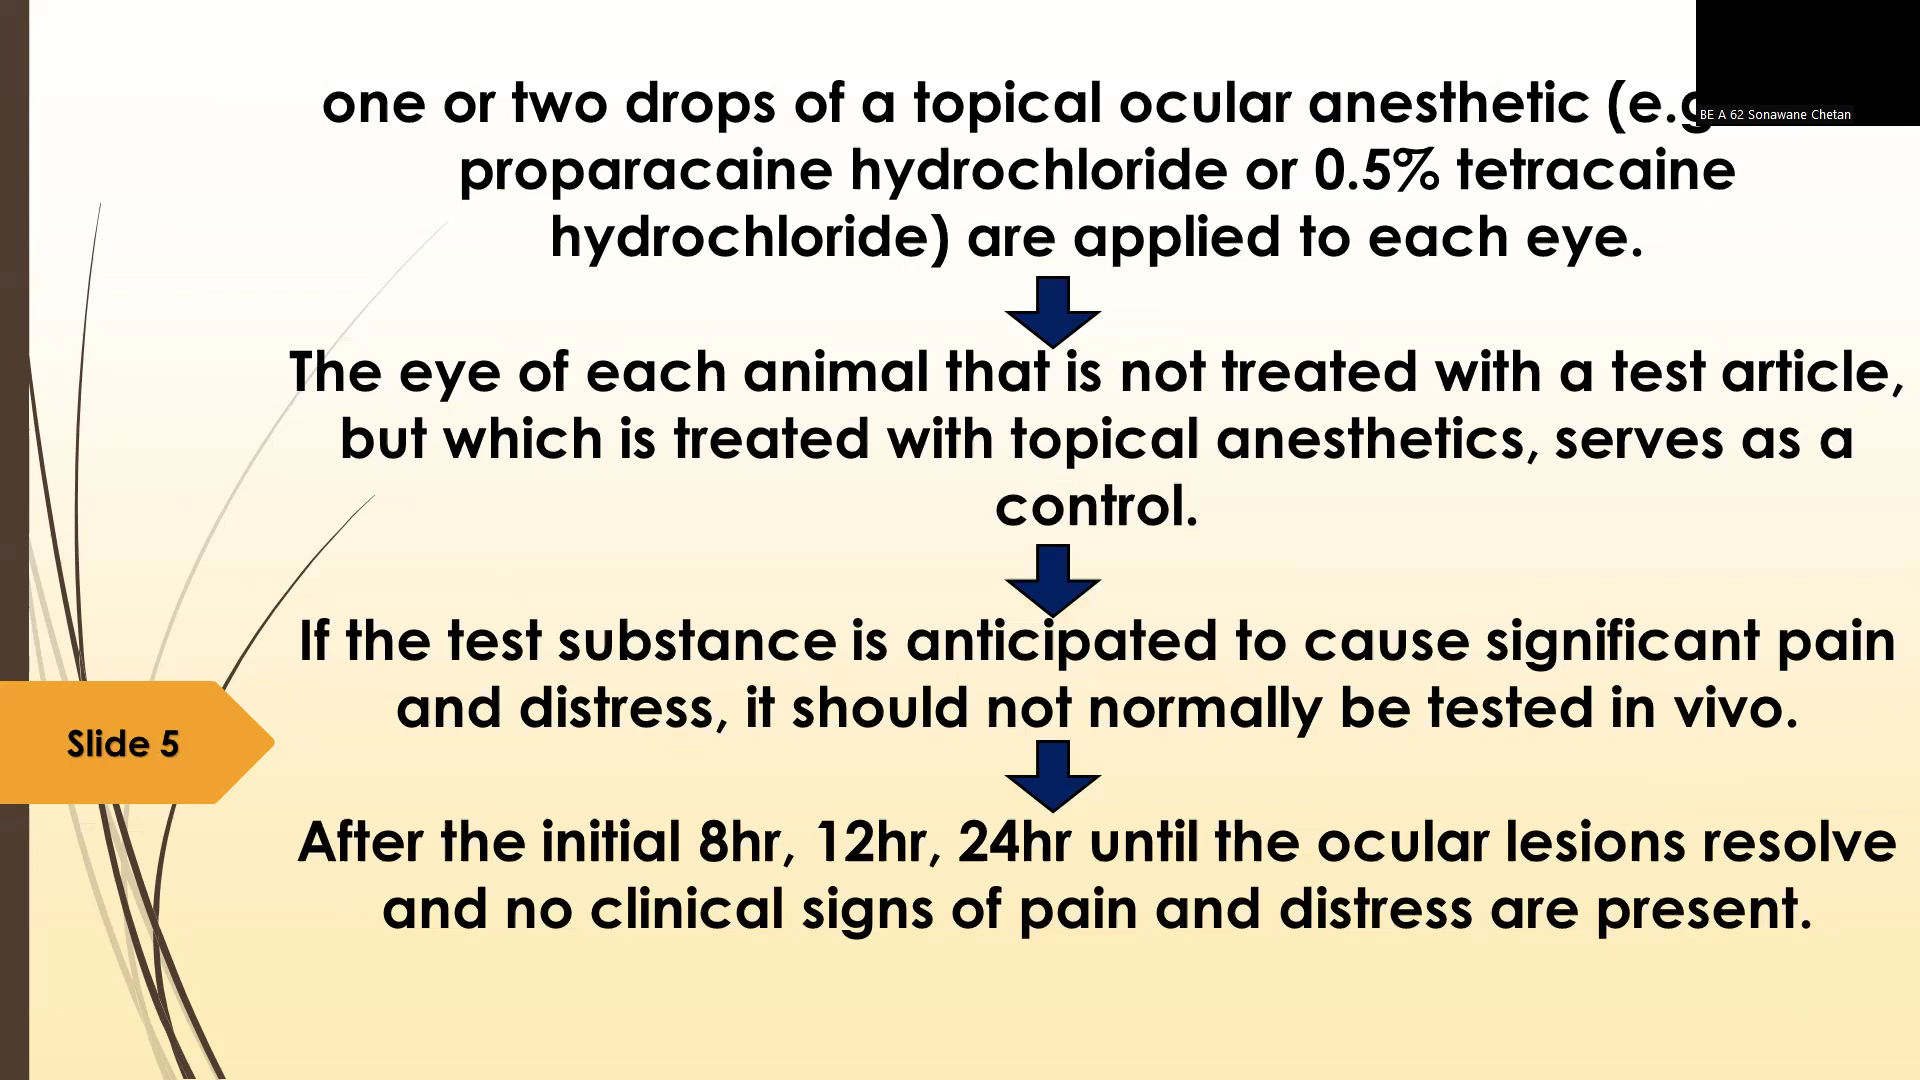 one or two drops of a topical ocular anesthetic (e.g
proparacaine hydrochloride or 0.5% tetracaine
hydrochloride) are applied to each eye.
The eye of each animal that is not treated with a test article,
but which is treated with topical anesthetics, serves as a
control.
If the test substance is anticipated to cause significant pain
and distress, it should not normally be tested in vivo.
After the initial 8hr, 12hr, 24hr until the ocular lesions resolve
and no clinical signs of pain and distress are present.
Slide 5
BE A 62 Sonawane Chetan